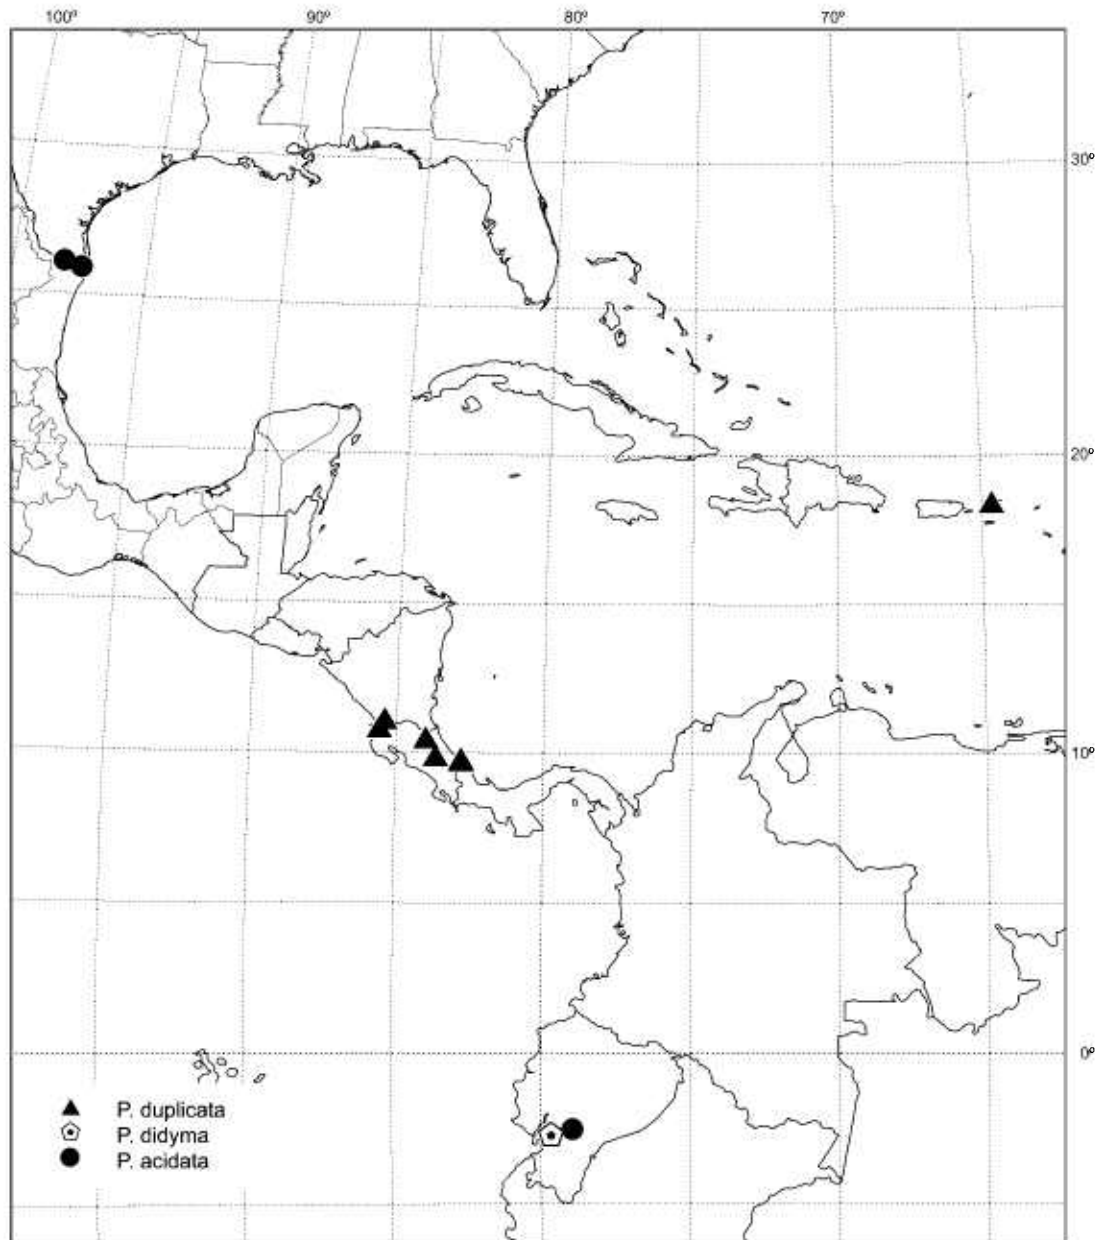 100º 90º 80º 70º
30º
20º
10º
0º
P. duplicata
P. didyma
P. acidata